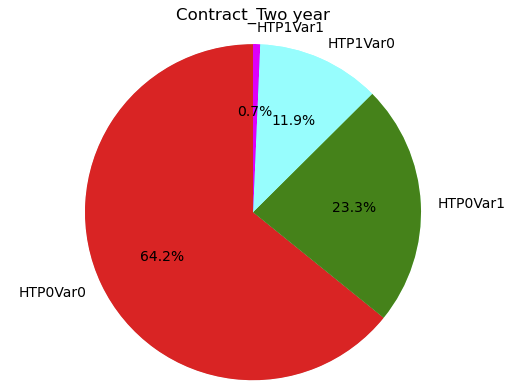 Contract_Two year
HTP1Var1
HTP1Var0
0.7%
11.9%
HTP0Var1
23.3%
64.2%
HTP0Var0